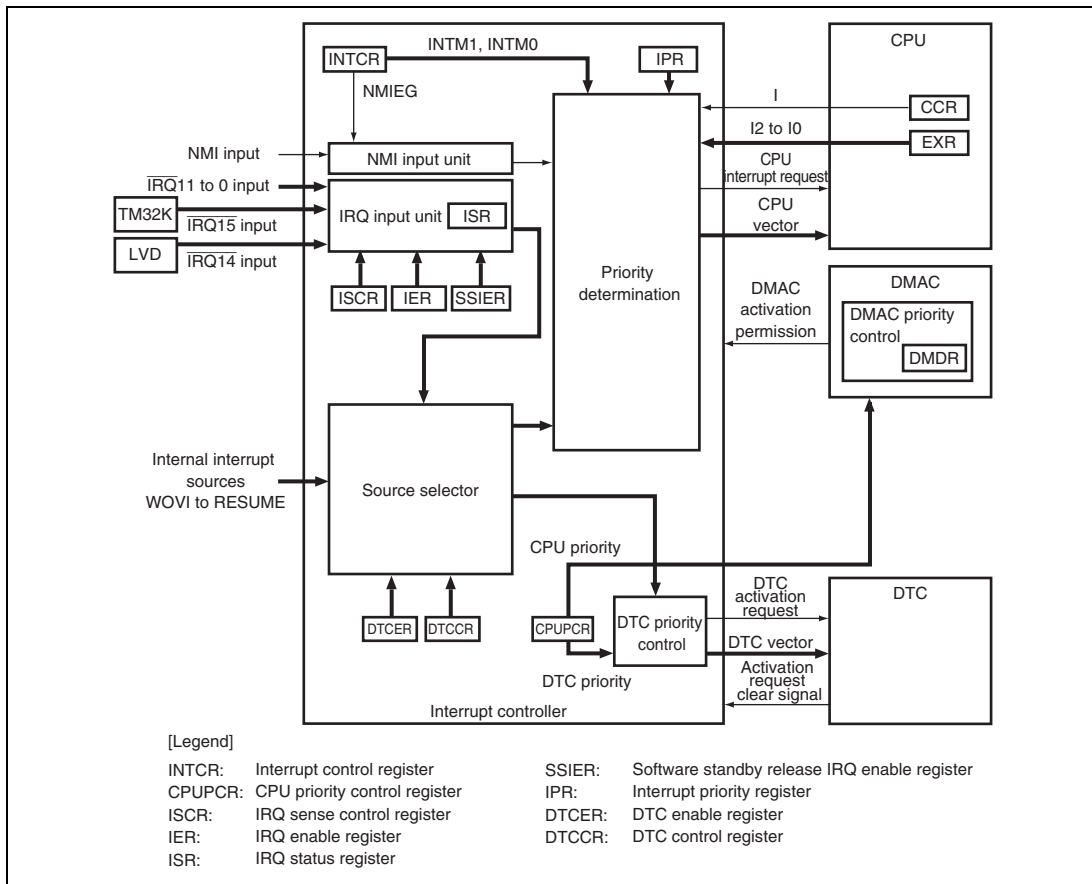 INTM1, INTM0
CPU
INTCR
IPR
NMIEG
I
CCR
I2 to I0
EXR
NMI input
NMI input unit
CPU
interrupt request
IRQ11 to 0 input
TM32K
IRQ input unit
ISR
IRQ15 input
CPU
vector
LVD
IRQ14 input
Priority
determination
ISCR
IER
SSIER
DMAC
activation
permission
DMAC
DMAC priority
control
DMDR
Internal interrupt
sources
WOVI to RESUME
Source selector
CPU priority
DTCER
DTCCR
CPUPCR
DTC priority
control
DTC
activation
request
DTC
DTC vector
DTC priority
Activation
request
clear signal
Interrupt controller
[Legend]
INTCR: Interrupt control register
CPUPCR: CPU priority control register
ISCR: IRQ sense control register
IER: IRQ enable register
ISR: IRQ status register
SSIER: Software standby release IRQ enable register
IPR: Interrupt priority register
DTCER: DTC enable register
DTCCR: DTC control register